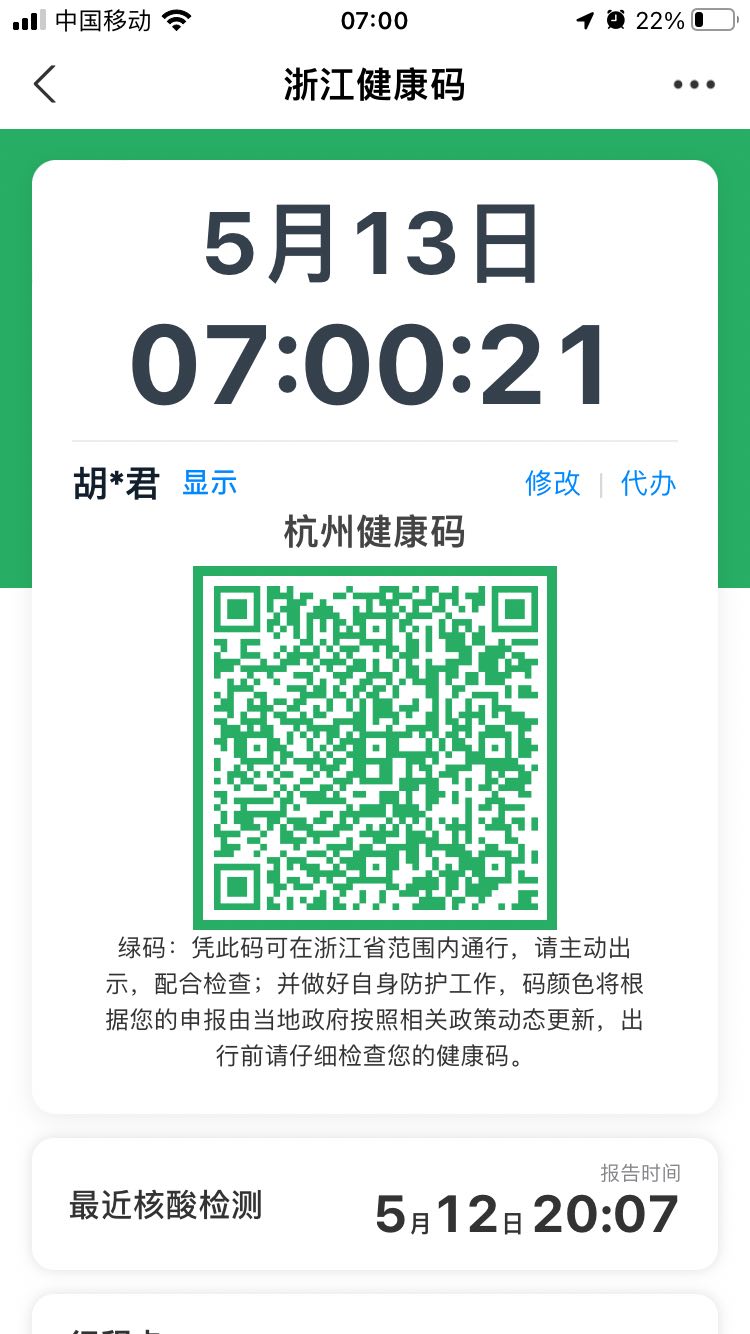 中国移动 07:00 22%
浙江健康码
5月13日
07:00:21
胡*君 显示 修改 代办
杭州健康码
绿码：凭此码可在浙江省范围内通行，请主动出
示，配合检查；并做好自身防护工作，码颜色将根
据您的申报由当地政府按照相关政策动态更新，出
行前请仔细检查您的健康码。
报告时间
最近核酸检测 5月12日 20:07